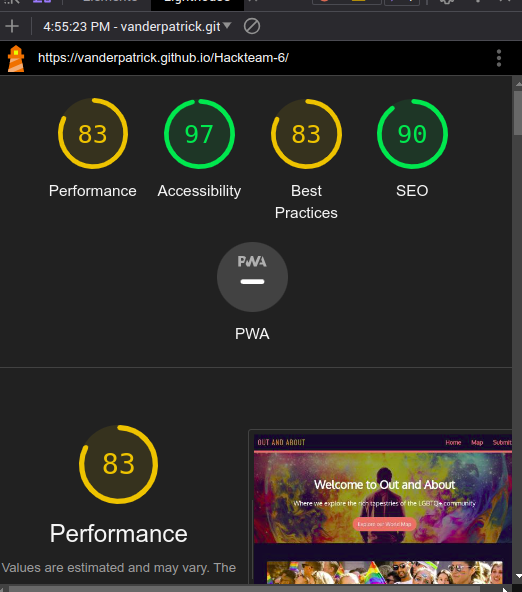 Elements
Lighthouse
4:55:23 PM - vanderpatrick.git
https://vanderpatrick.github.io/Hackteam-6/
83 97 83 90
Performance Accessibility Best Practices SEO
PWA
PWA
83
Performance
Values are estimated and may vary. The
OUT AND ABOUT Home Map Submit
Welcome to Out and About
Where we explore the rich tapestries of the LGBTQ+ community
Explore our World Map